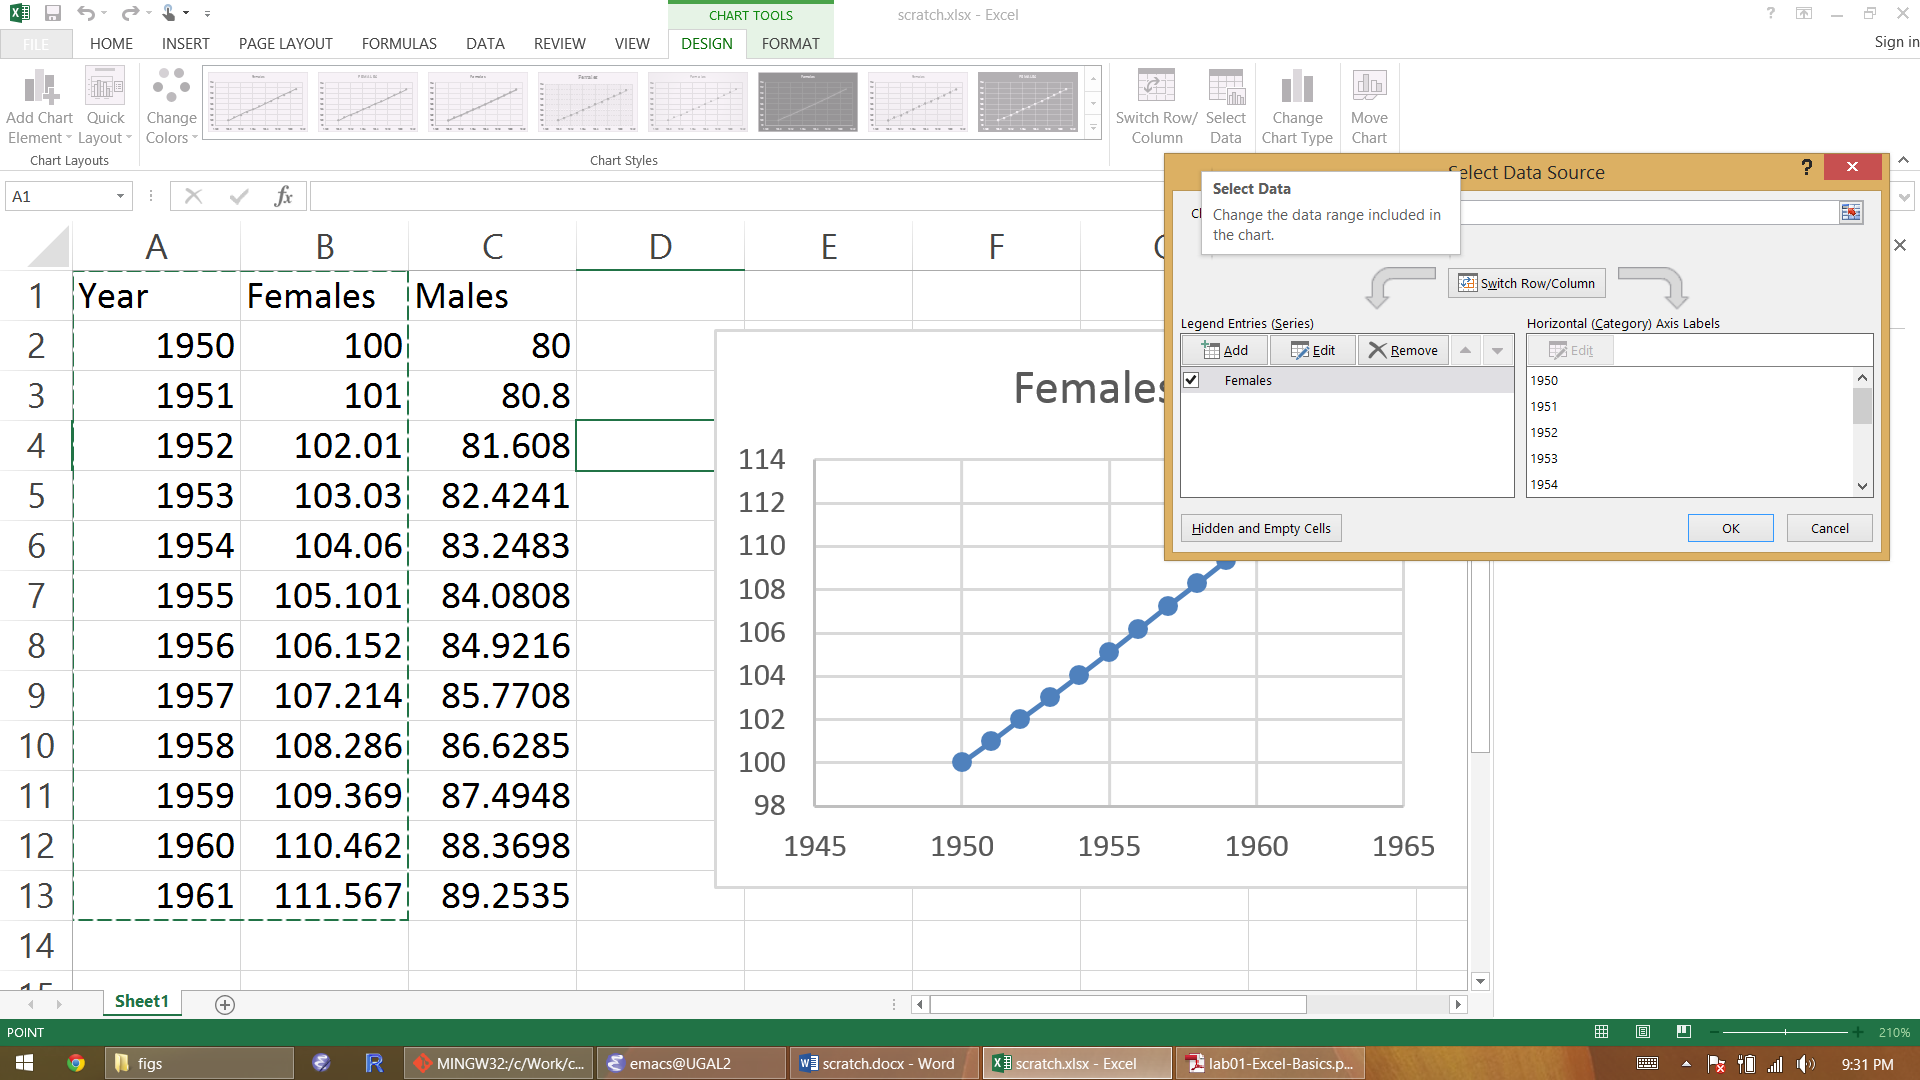 CHART TOOLS
scratch.xlsx - Excel
?
FILE
HOME
INSERT
PAGE LAYOUT
FORMULAS
DATA
REVIEW
VIEW
DESIGN
FORMAT
Sign in
Add Chart
Element
Quick
Layout
Change
Colors
Switch Row/
Column
Select
Data
Change
Chart Type
Move
Chart
Chart Layouts
Chart Styles
A1
fx
Select Data Source
?
Select Data
Change the data range included in
the chart.
Switch Row/Column
Legend Entries (Series)
Horizontal (Category) Axis Labels
Add
Edit
Remove
Edit
Females
1950
1951
1952
1953
1954
Hidden and Empty Cells
OK
Cancel
A B C D E F
1 Year Females Males
2 1950 100 80
3 1951 101 80.8
4 1952 102.01 81.608
5 1953 103.03 82.4241
6 1954 104.06 83.2483
7 1955 105.101 84.0808
8 1956 106.152 84.9216
9 1957 107.214 85.7708
10 1958 108.286 86.6285
11 1959 109.369 87.4948
12 1960 110.462 88.3698
13 1961 111.567 89.2535
14
15
Females
114
112
110
108
106
104
102
100
98
1945 1950 1955 1960 1965
Sheet1
POINT
210%
figs
R
MINGW32:/c/Work/c...
emacs@UGAL2
scratch.docx - Word
scratch.xlsx - Excel
lab01-Excel-Basics.p...
9:31 PM